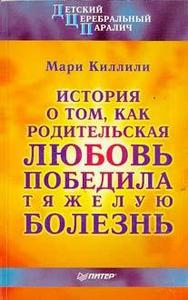 Детский
Церебральный
Паралич
Мари Киллили
ИСТОРИЯ
О ТОМ, КАК
РОДИТЕЛЬСКАЯ
ЛЮБОВЬ
ПОБЕДИЛА
ТЯЖЕЛУЮ
БОЛЕЗНЬ
ПИТЕР